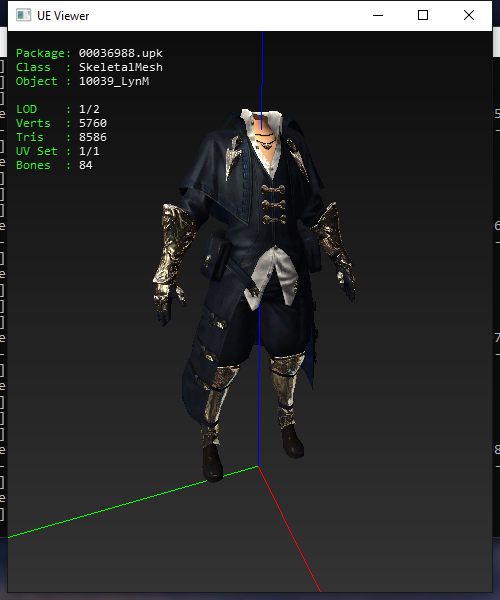 UE Viewer
Package: 00036988.upk
Class  : SkeletalMesh
Object : 10039_LynM
LOD    : 1/2
Verts  : 5760
Tris   : 8586
UV Set : 1/1
Bones  : 84